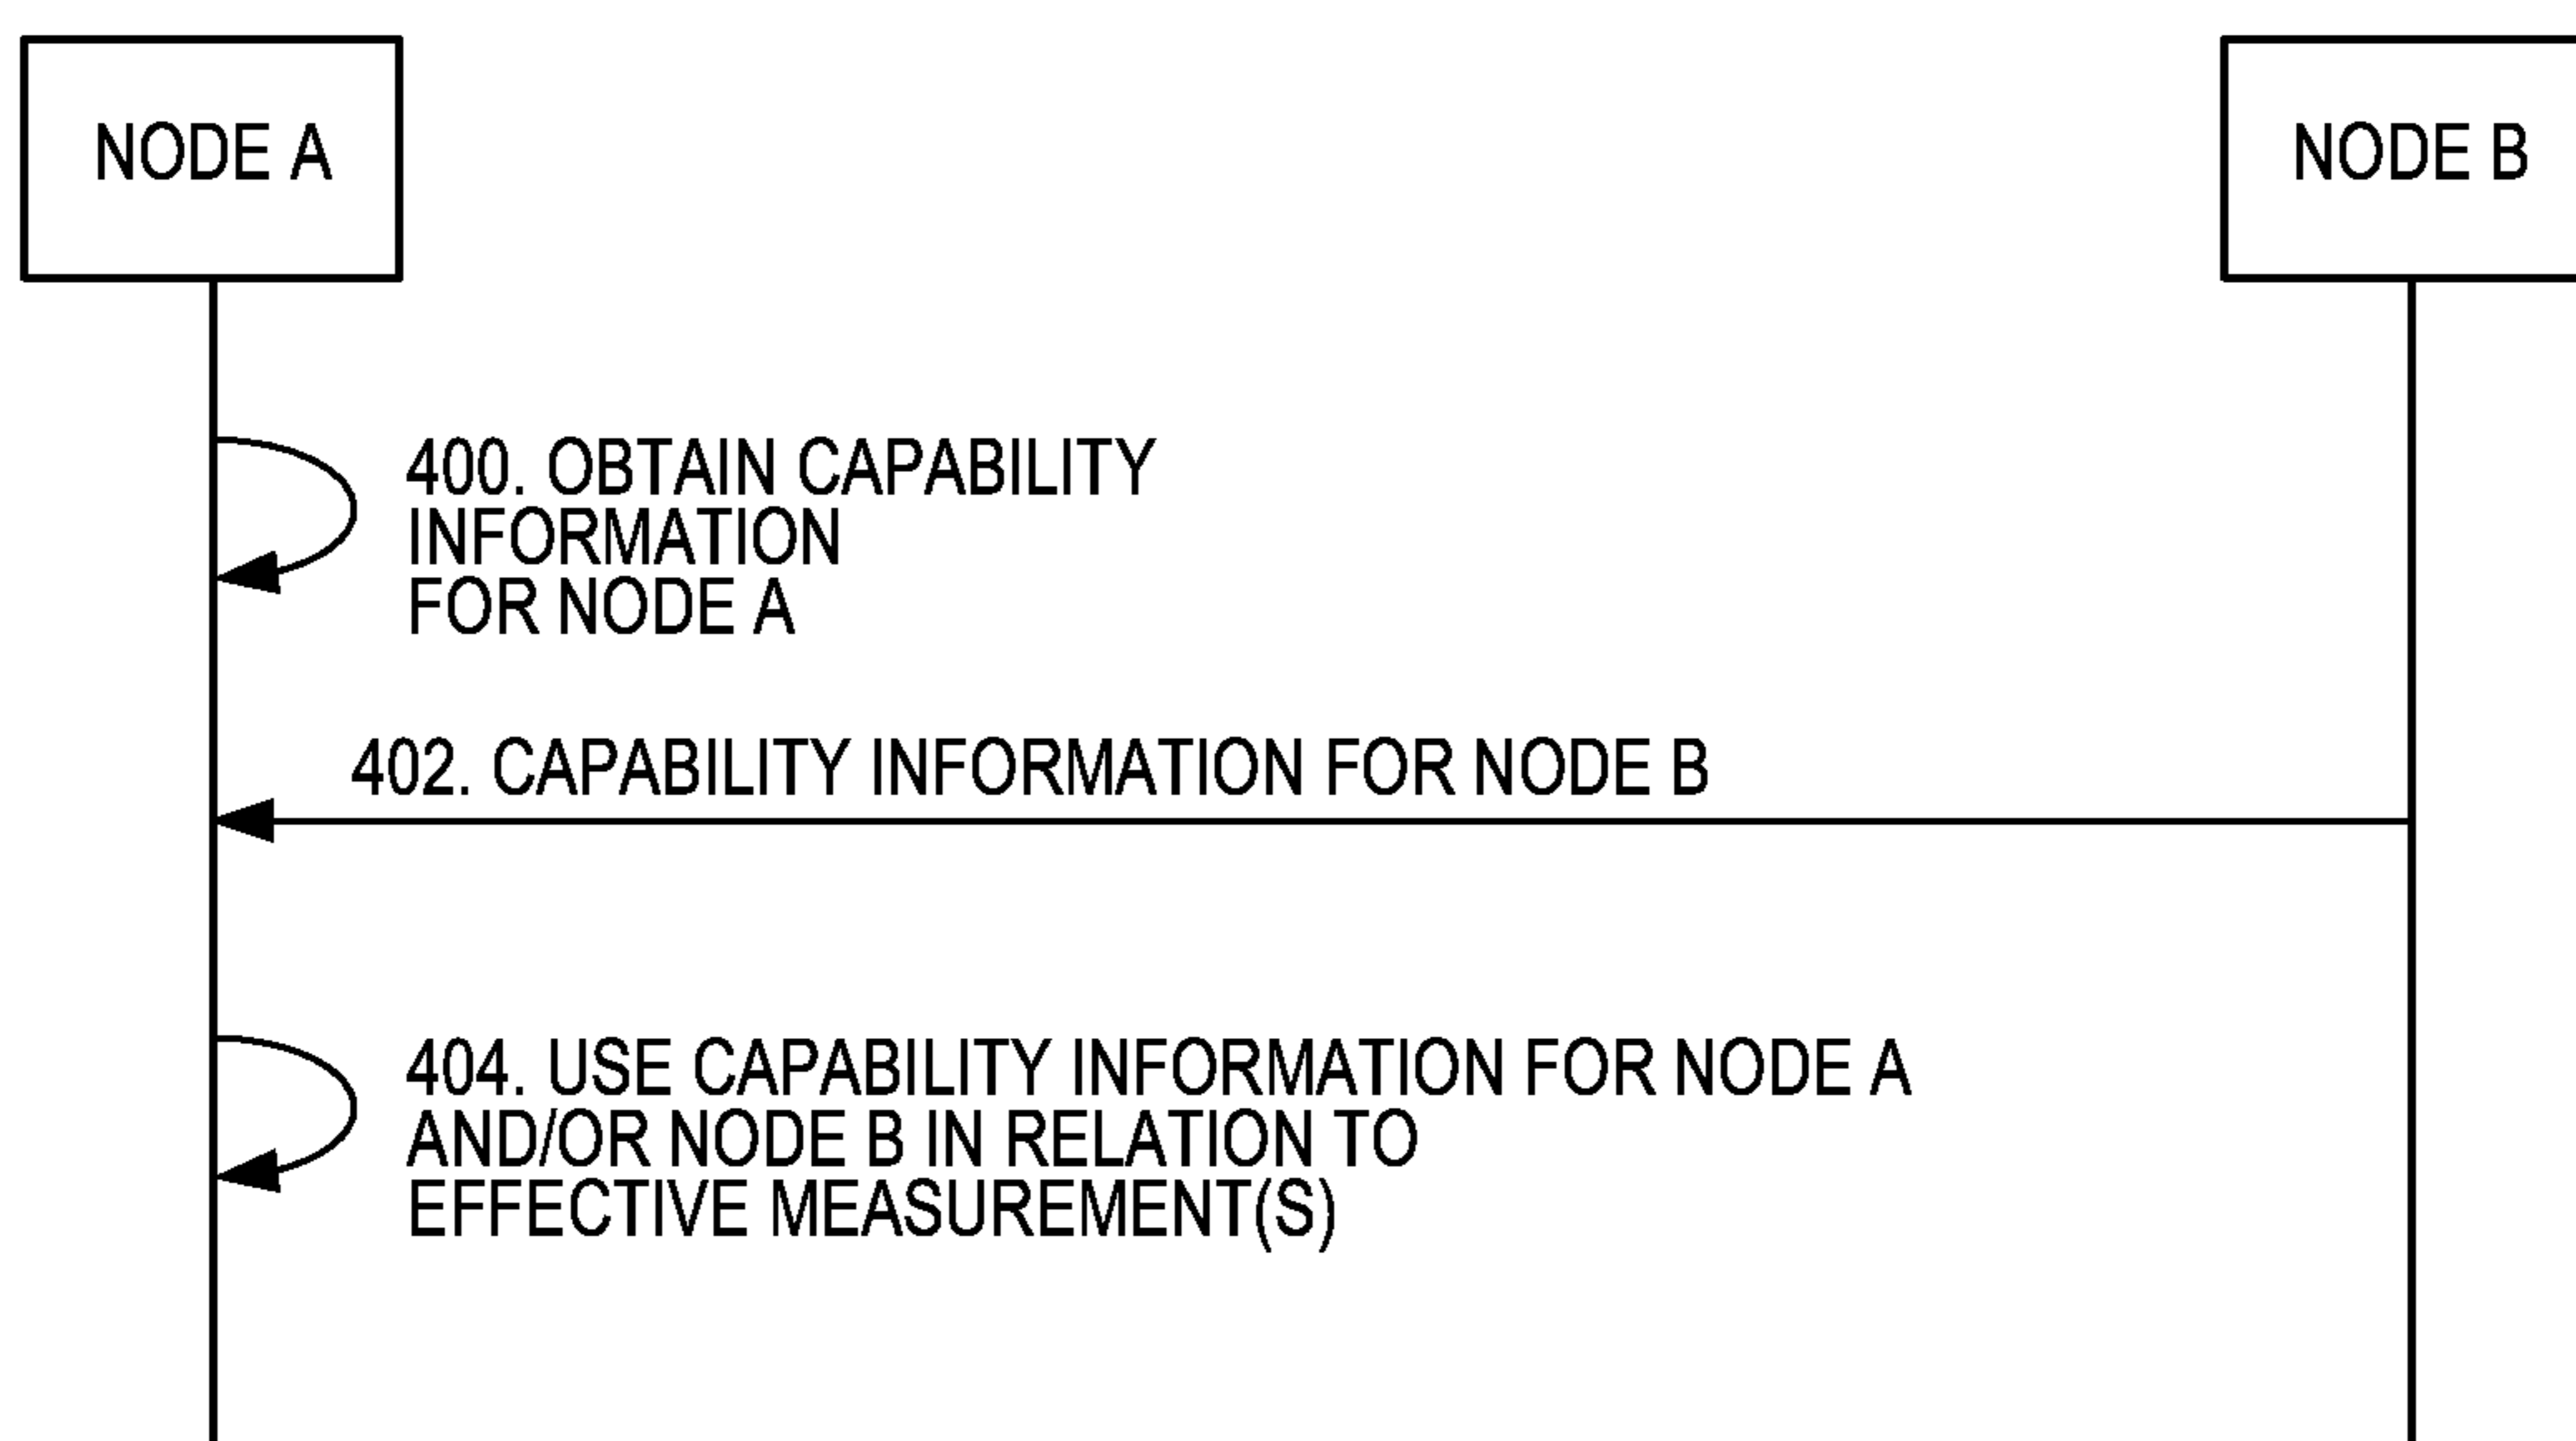 NODE A
NODE B
400. OBTAIN CAPABILITY
INFORMATION
FOR NODE A
402. CAPABILITY INFORMATION FOR NODE B
404. USE CAPABILITY INFORMATION FOR NODE A
AND/OR NODE B IN RELATION TO
EFFECTIVE MEASUREMENT(S)